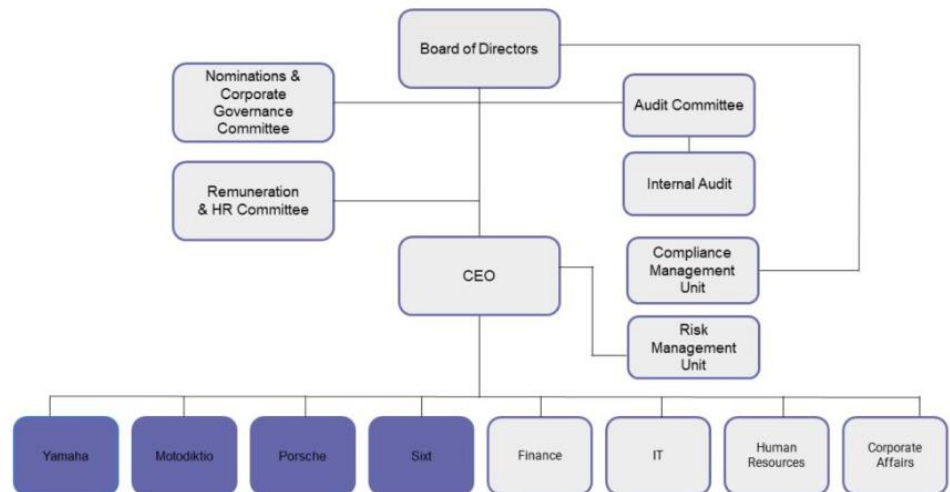 Board of Directors
Nominations &
Corporate
Governance
Committee
Audit Committee
Remuneration
& HR Committee
Internal Audit
CEO
Compliance
Management
Unit
Risk
Management
Unit
Yamaha
Motodiktio
Porsche
Sixt
Finance
IT
Human
Resources
Corporate
Affairs